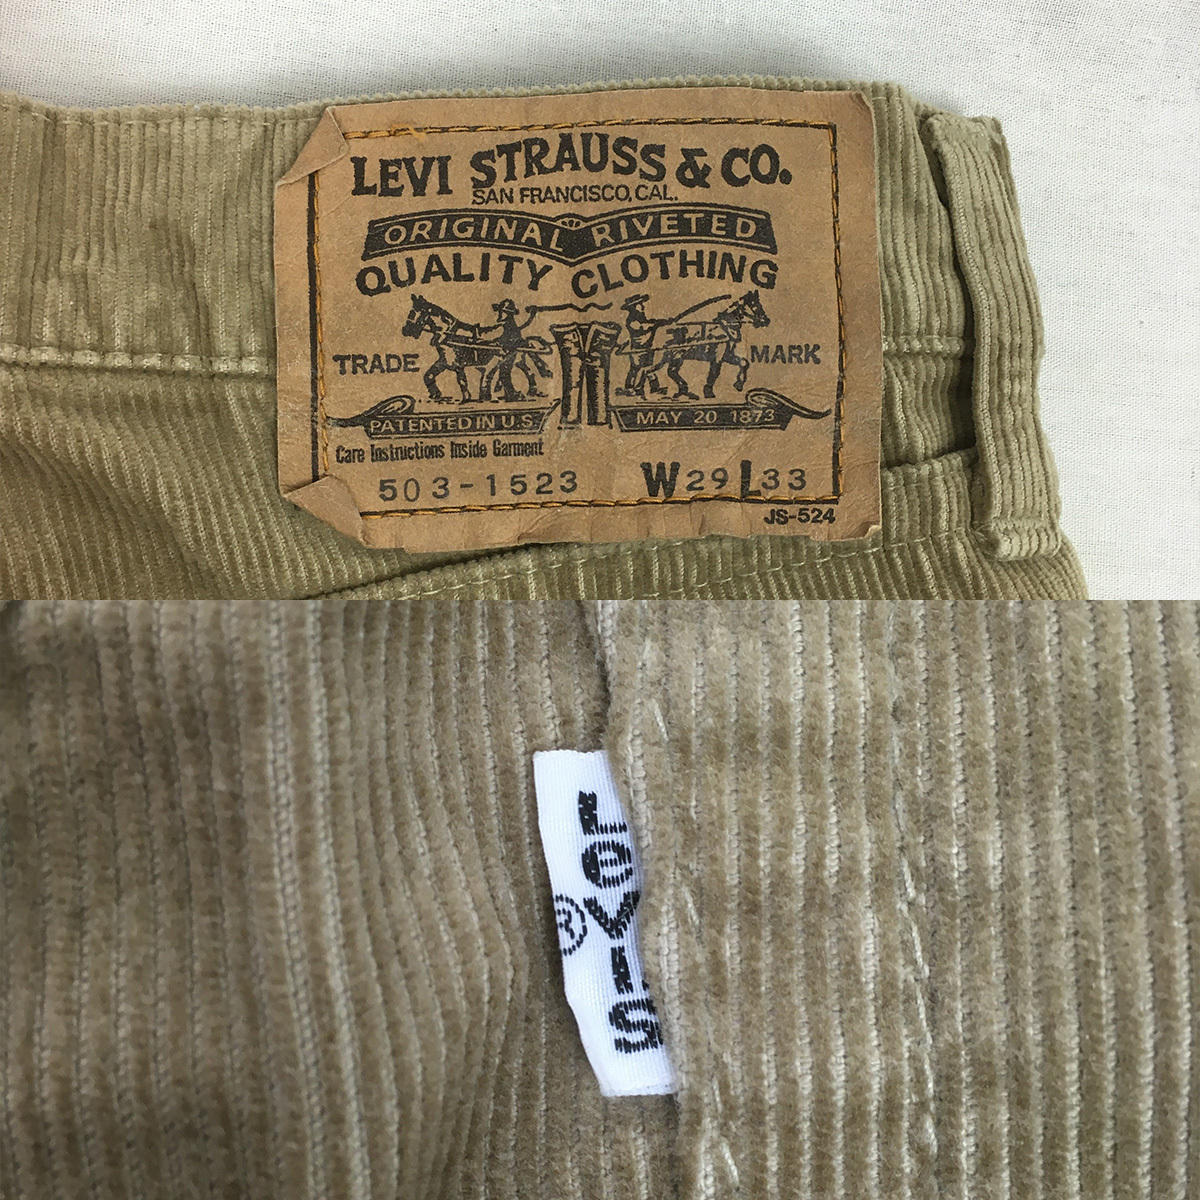 LEVI STRAUSS & CO.
SAN FRANCISCO, CAL.
ORIGINAL RIVETED
QUALITY CLOTHING
TRADE MARK
PATENTED IN U.S. MAY 20 1873
Care Instructions Inside Garment
503-1523 W29 L33
JS-524
LeVI'S
®